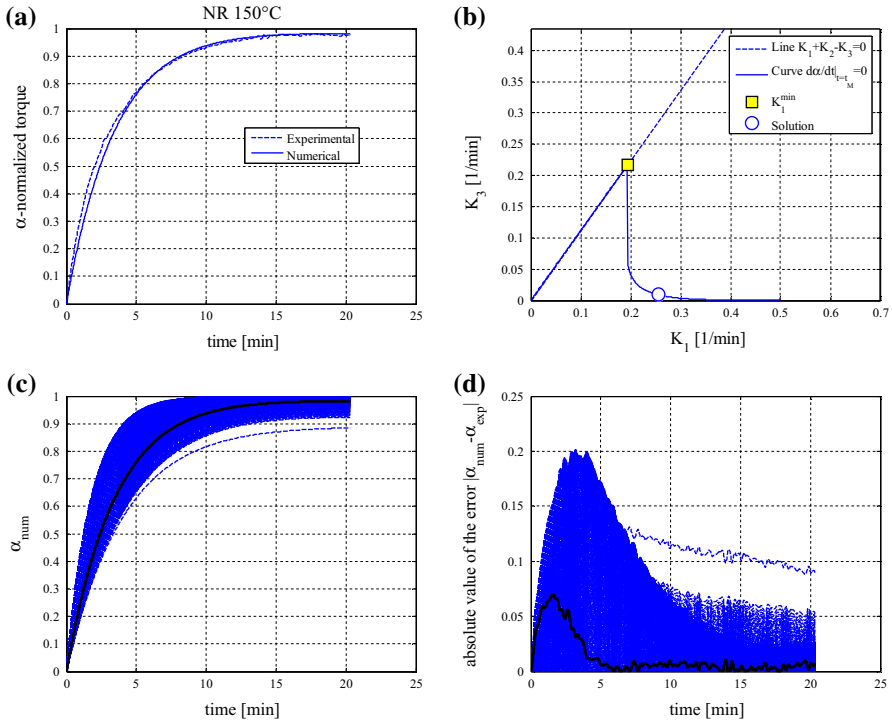 (a)
NR 150°C
α-normalized torque
1
0.9
0.8
0.7
0.6
0.5
0.4
0.3
0.2
0.1
0
0 5 10 15 20 25
time [min]
Experimental
Numerical
(b)
K3 [1/min]
0.4
0.35
0.3
0.25
0.2
0.15
0.1
0.05
0
0 0.1 0.2 0.3 0.4 0.5 0.6 0.7
K1 [1/min]
Line K1+K2-K3=0
Curve dα/dt|t=tM=0
K1min
Solution
(c)
αnum
1
0.9
0.8
0.7
0.6
0.5
0.4
0.3
0.2
0.1
0
0 5 10 15 20 25
time [min]
(d)
absolute value of the error |αnum-αexp|
0.25
0.2
0.15
0.1
0.05
0
0 5 10 15 20 25
time [min]